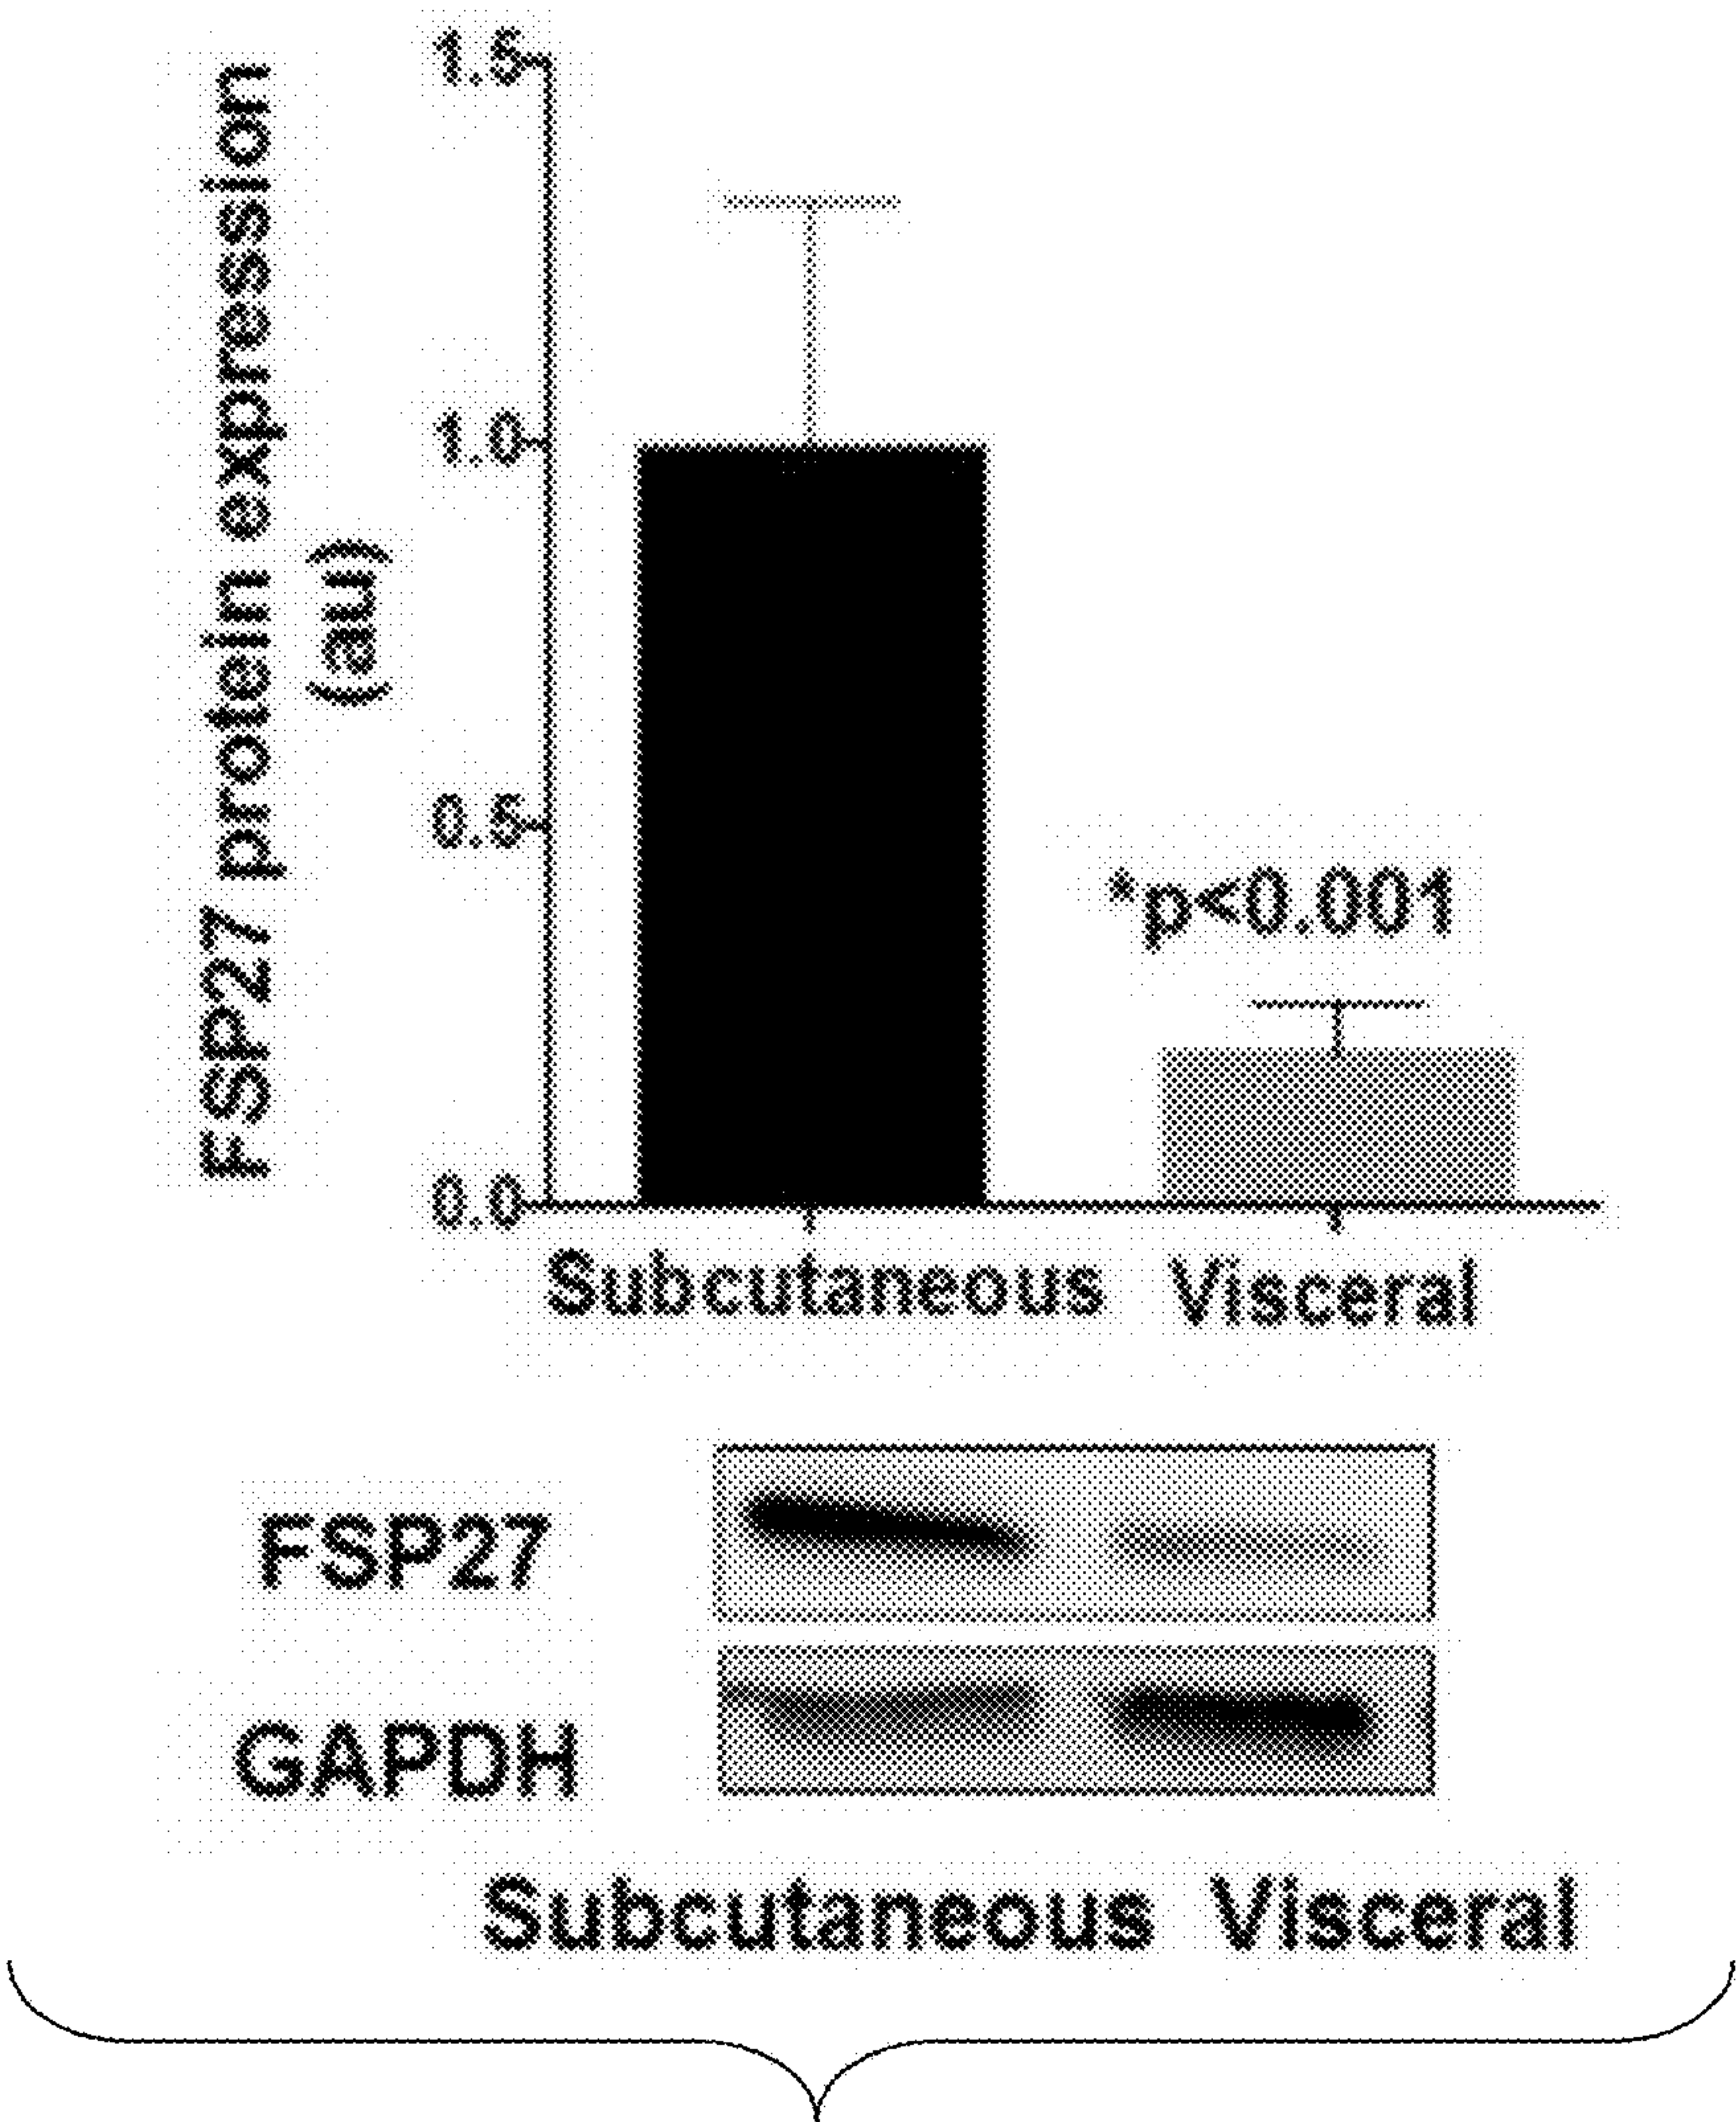 FSP27 protein expression
(au)
1.5
1.0
0.5
0.0
*p<0.001
Subcutaneous Visceral
FSP27
GAPDH
Subcutaneous Visceral